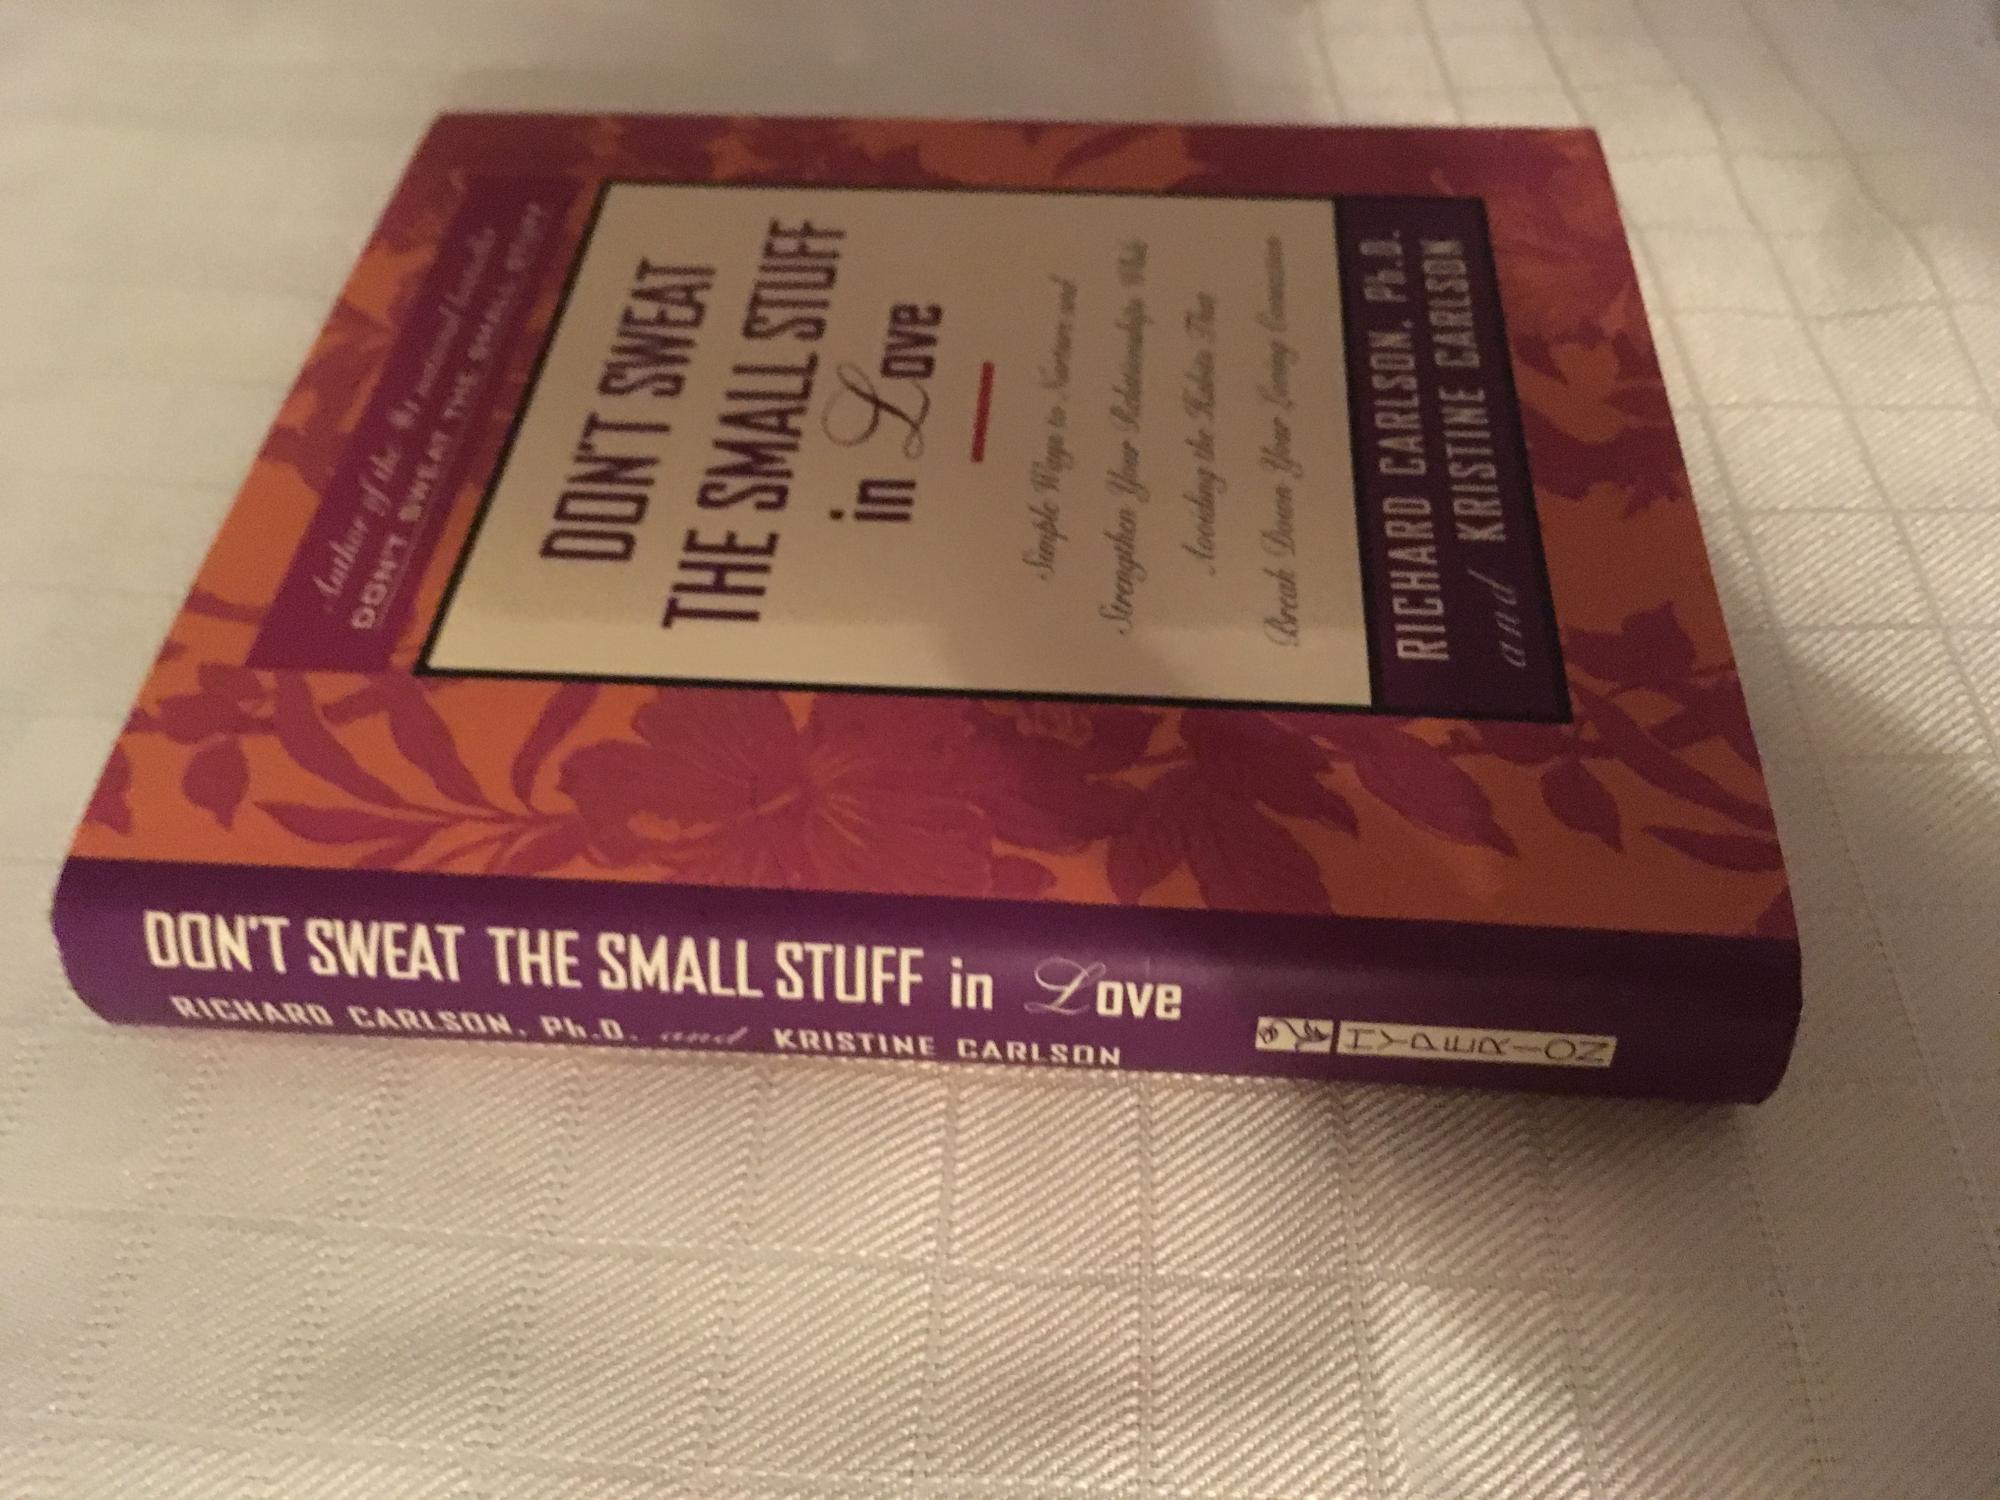 Author of the #1 national bestseller
DON'T SWEAT THE SMALL STUFF
DON'T SWEAT
THE SMALL STUFF
in Love
Simple Ways to Nurture and
Strengthen Your Relationships While
Avoiding the Habits That
Break Down Your Loving Connection
RICHARD CARLSON, Ph.D.
and KRISTINE CARLSON
DON'T SWEAT THE SMALL STUFF in Love
RICHARD CARLSON, Ph.D. and KRISTINE CARLSON
HYPERION